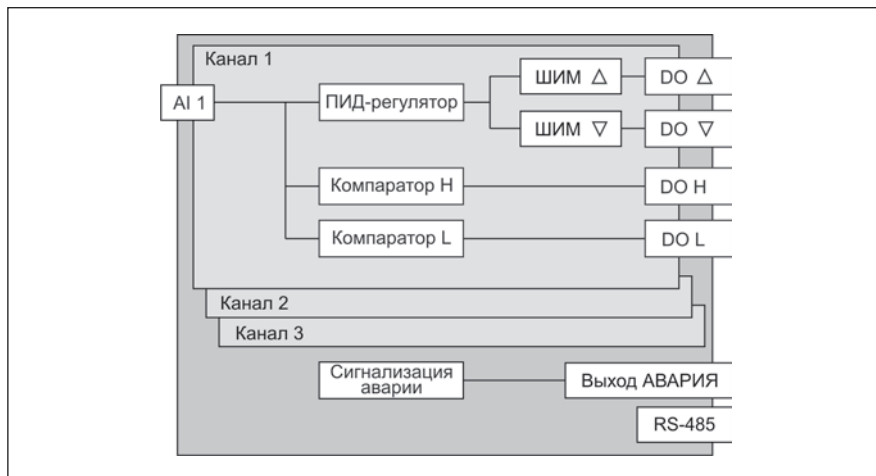 Канал 1
AI 1
ПИД-регулятор
ШИМ △
DO △
ШИМ ▽
DO ▽
Компаратор H
DO H
Компаратор L
DO L
Канал 2
Канал 3
Сигнализация
аварии
Выход АВАРИЯ
RS-485